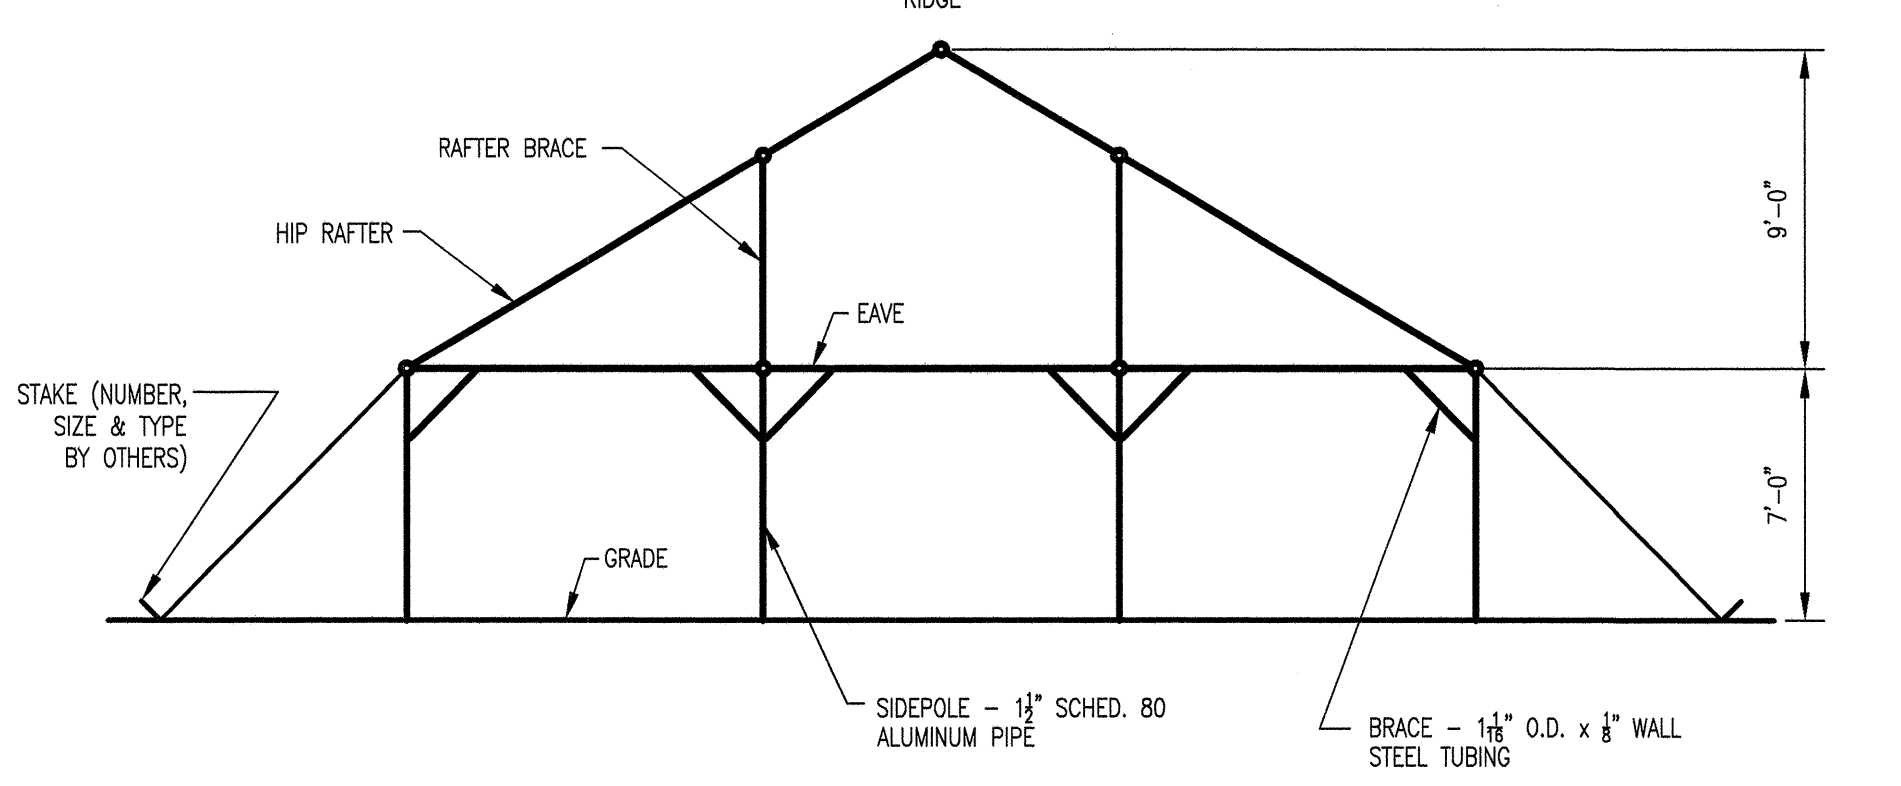 RIDGE
RAFTER BRACE
9'-0"
HIP RAFTER
EAVE
STAKE (NUMBER,
SIZE & TYPE
BY OTHERS)
7'-0"
GRADE
SIDEPOLE - 1½" SCHED. 80
ALUMINUM PIPE
BRACE - 1 1/16" O.D. x ⅛" WALL
STEEL TUBING